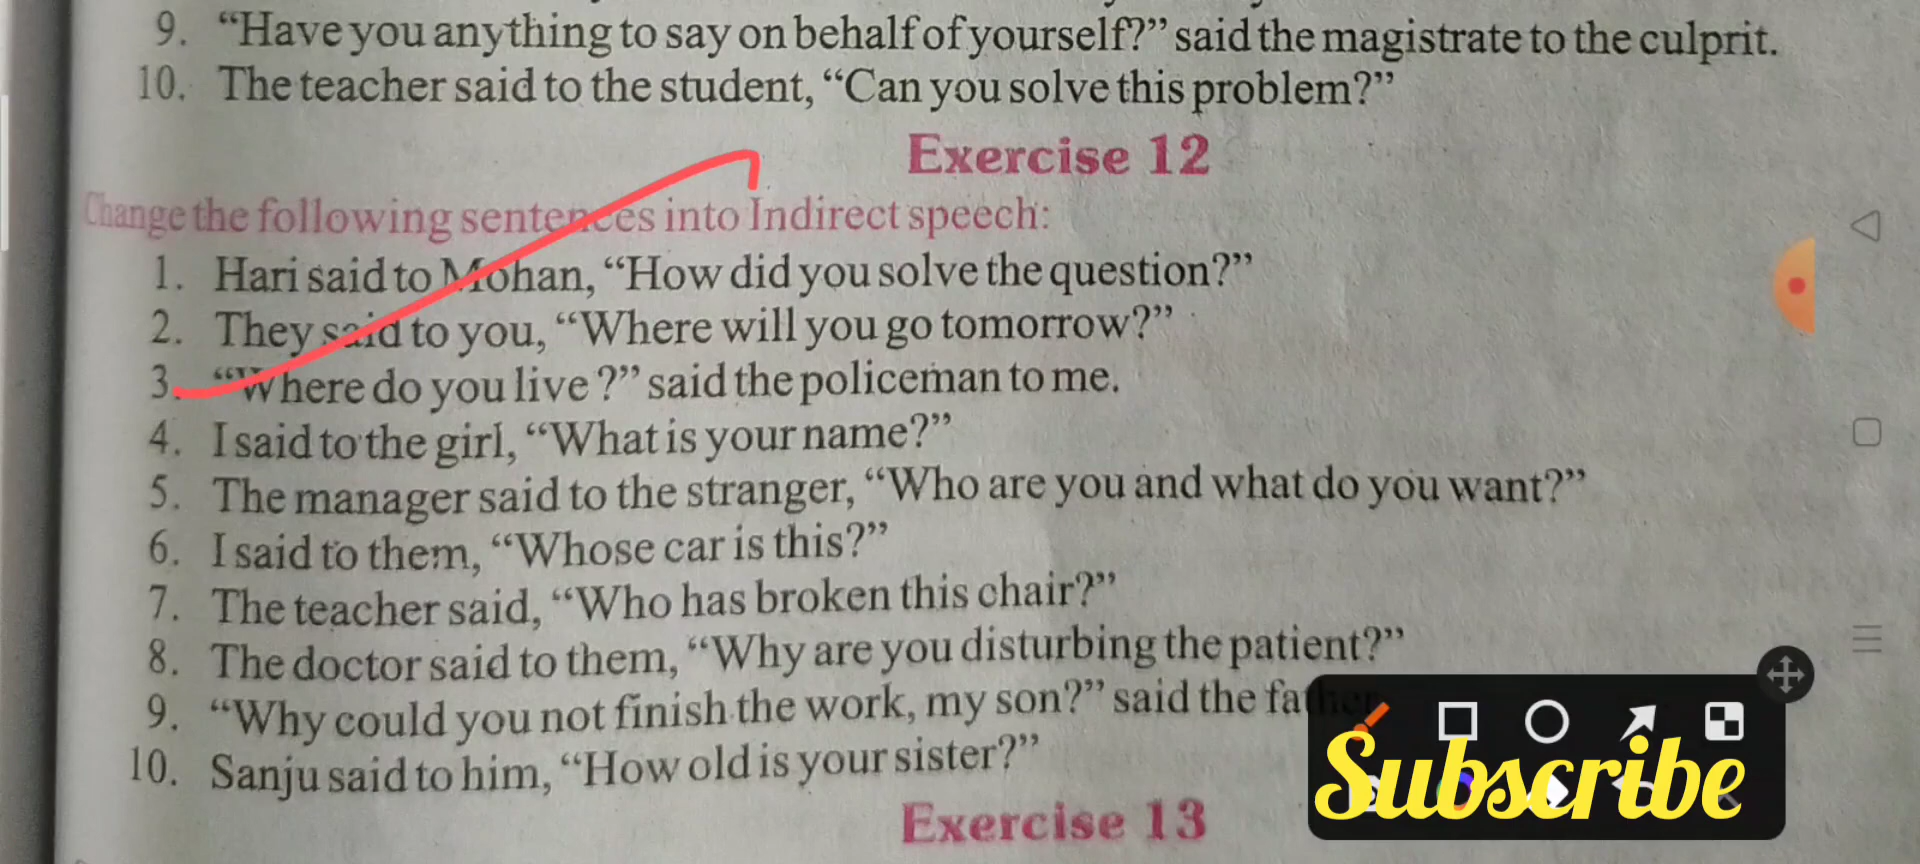 9. “Have you anything to say on behalf of yourself?” said the magistrate to the culprit.
10. The teacher said to the student, “Can you solve this problem?”
Exercise 12
Change the following sentences into Indirect speech:
1. Hari said to Mohan, “How did you solve the question?”
2. They said to you, “Where will you go tomorrow?”
3. “Where do you live ?” said the policeman to me.
4. I said to the girl, “What is your name?”
5. The manager said to the stranger, “Who are you and what do you want?”
6. I said to them, “Whose car is this?”
7. The teacher said, “Who has broken this chair?”
8. The doctor said to them, “Why are you disturbing the patient?”
9. “Why could you not finish the work, my son?” said the father
10. Sanju said to him, “How old is your sister?”
Subscribe
Exercise 13